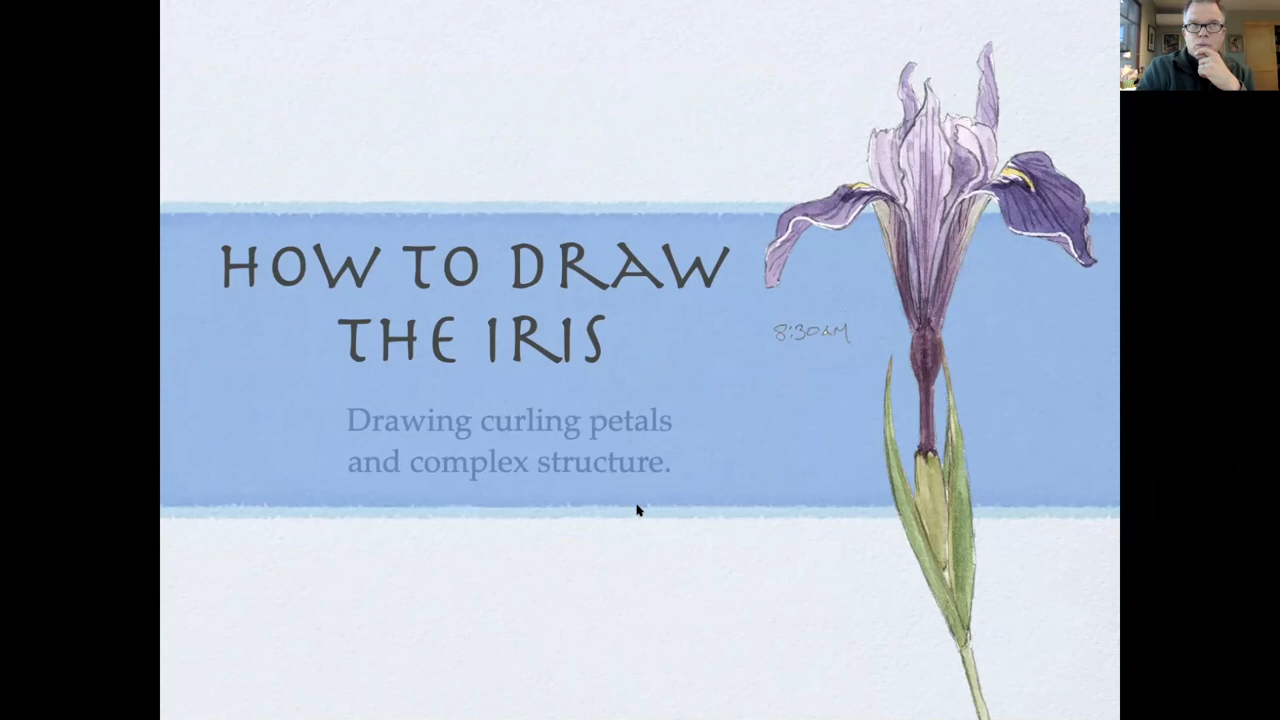 HOW TO DRAW
THE IRIS
8:30AM
Drawing curling petals
and complex structure.